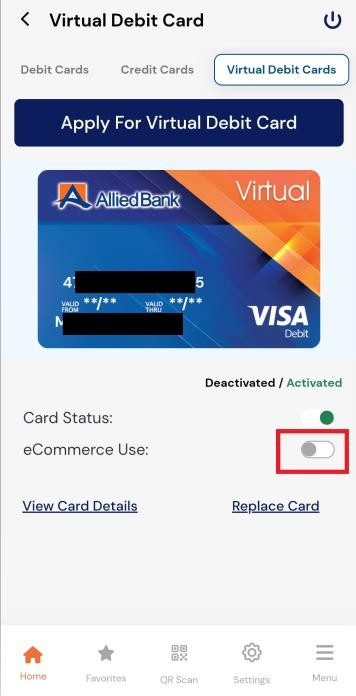 Virtual Debit Card
Debit Cards Credit Cards Virtual Debit Cards
Apply For Virtual Debit Card
AlliedBank Virtual
47 5
VALID FROM **/** VALID THRU **/**
M
VISA
Debit
Deactivated / Activated
Card Status:
eCommerce Use:
View Card Details Replace Card
Home Favorites QR Scan Settings Menu